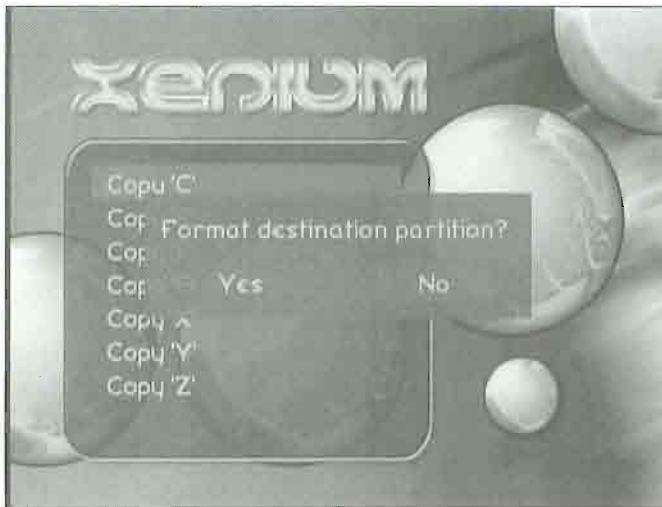 XENIUM
Copy 'C'
Cop
Format destination partition?
Cop
Cop
Yes
No
Copy
Copy 'Y'
Copy 'Z'